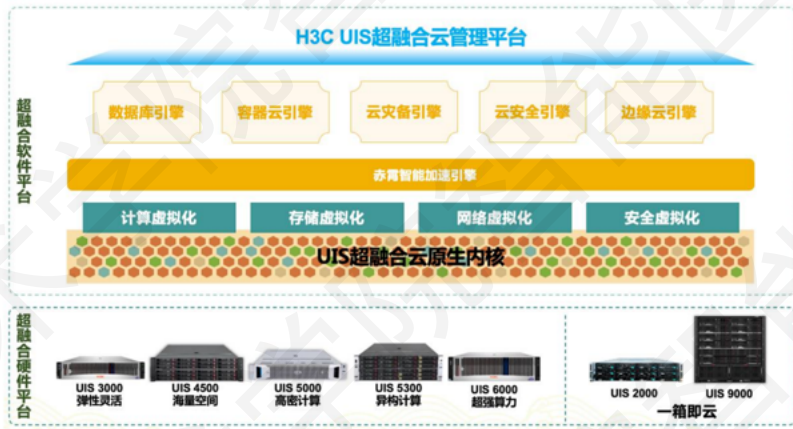 H3C UIS超融合云管理平台
超融合软件平台
数据库引擎
容器云引擎
云灾备引擎
云安全引擎
边缘云引擎
赤霄智能加速引擎
计算虚拟化
存储虚拟化
网络虚拟化
安全虚拟化
UIS超融合云原生内核
超融合硬件平台
UIS 3000
弹性灵活
UIS 4500
海量空间
UIS 5000
高密计算
UIS 5300
异构计算
UIS 6000
超强算力
UIS 2000
UIS 9000
一箱即云